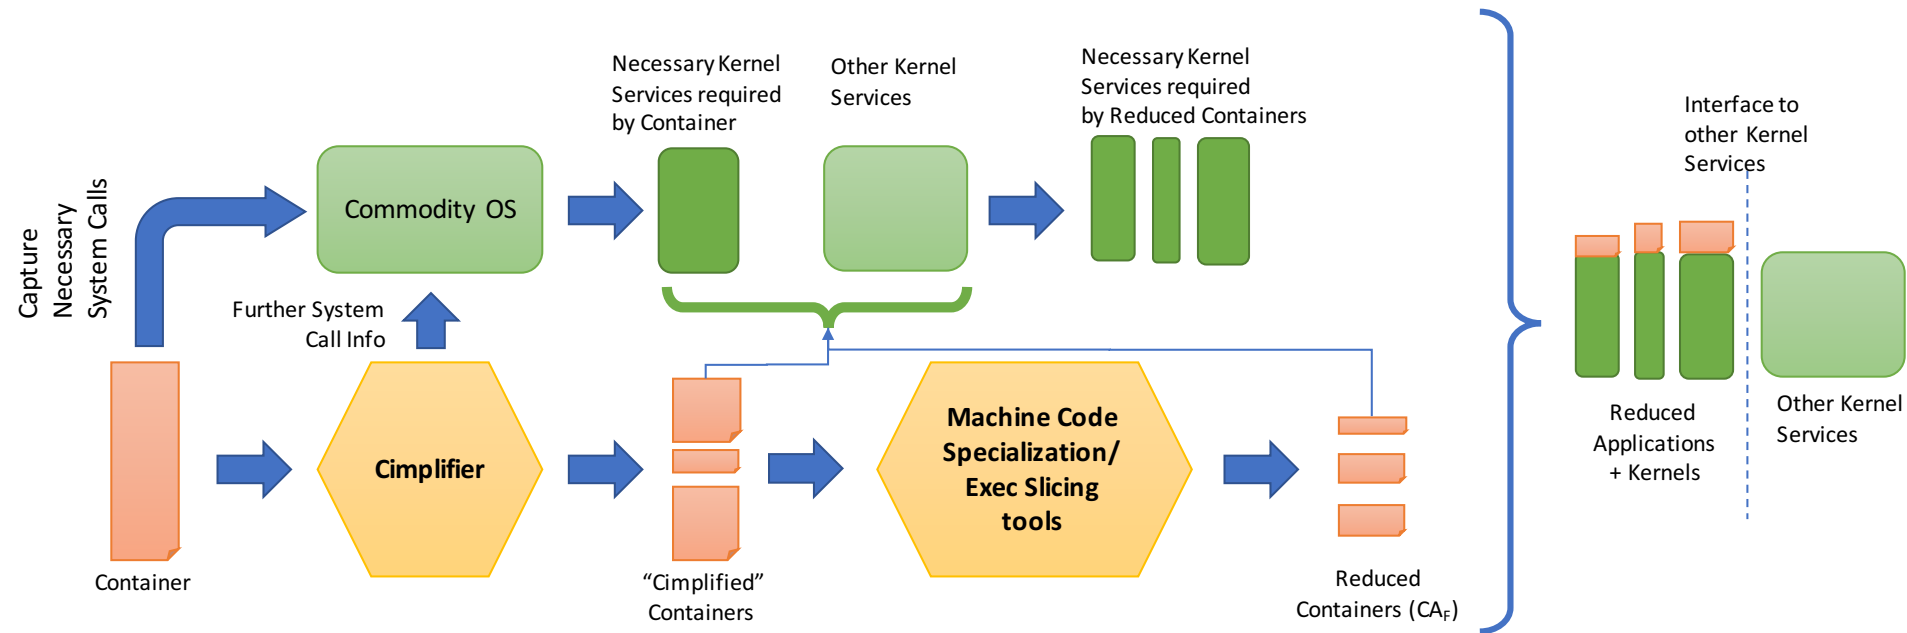 Capture
Necessary
System Calls
Commodity OS
Necessary Kernel
Services required
by Container
Other Kernel
Services
Necessary Kernel
Services required
by Reduced Containers
Interface to
other Kernel
Services
Further System
Call Info
Container
Cimplifier
“Cimplified”
Containers
Machine Code
Specialization/
Exec Slicing
tools
Reduced
Containers (CAF)
Reduced
Applications
+ Kernels
Other Kernel
Services